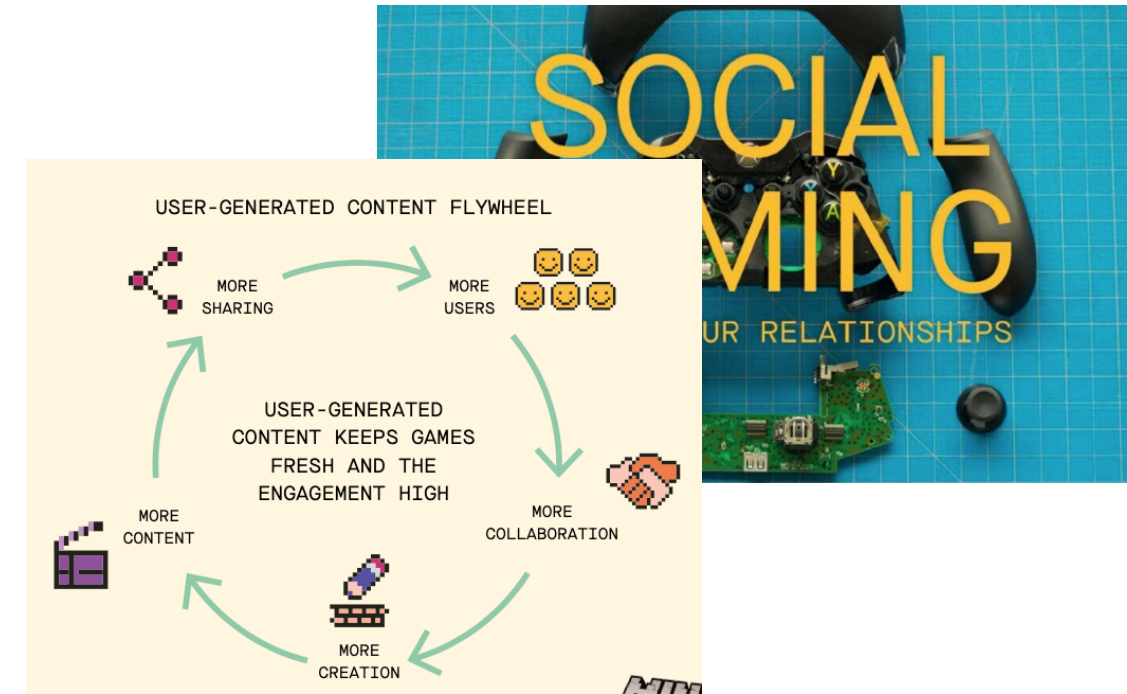 SOCIAL
MING
UR RELATIONSHIPS
USER-GENERATED CONTENT FLYWHEEL
MORE
SHARING
MORE
USERS
USER-GENERATED
CONTENT KEEPS GAMES
FRESH AND THE
ENGAGEMENT HIGH
MORE
COLLABORATION
MORE
CONTENT
MORE
CREATION
Y
A